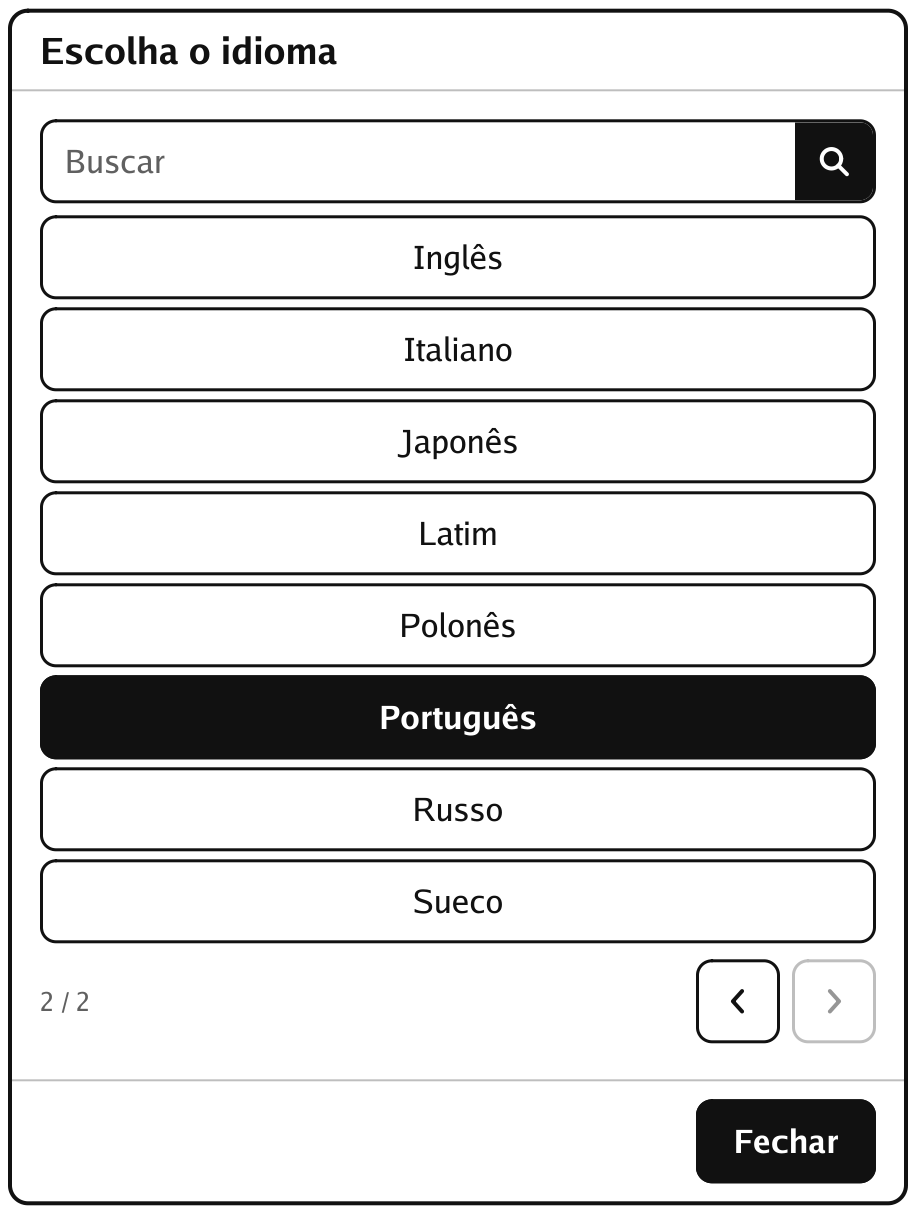 Escolha o idioma
Buscar
Inglês
Italiano
Japonês
Latim
Polonês
Português
Russo
Sueco
2 / 2
Fechar